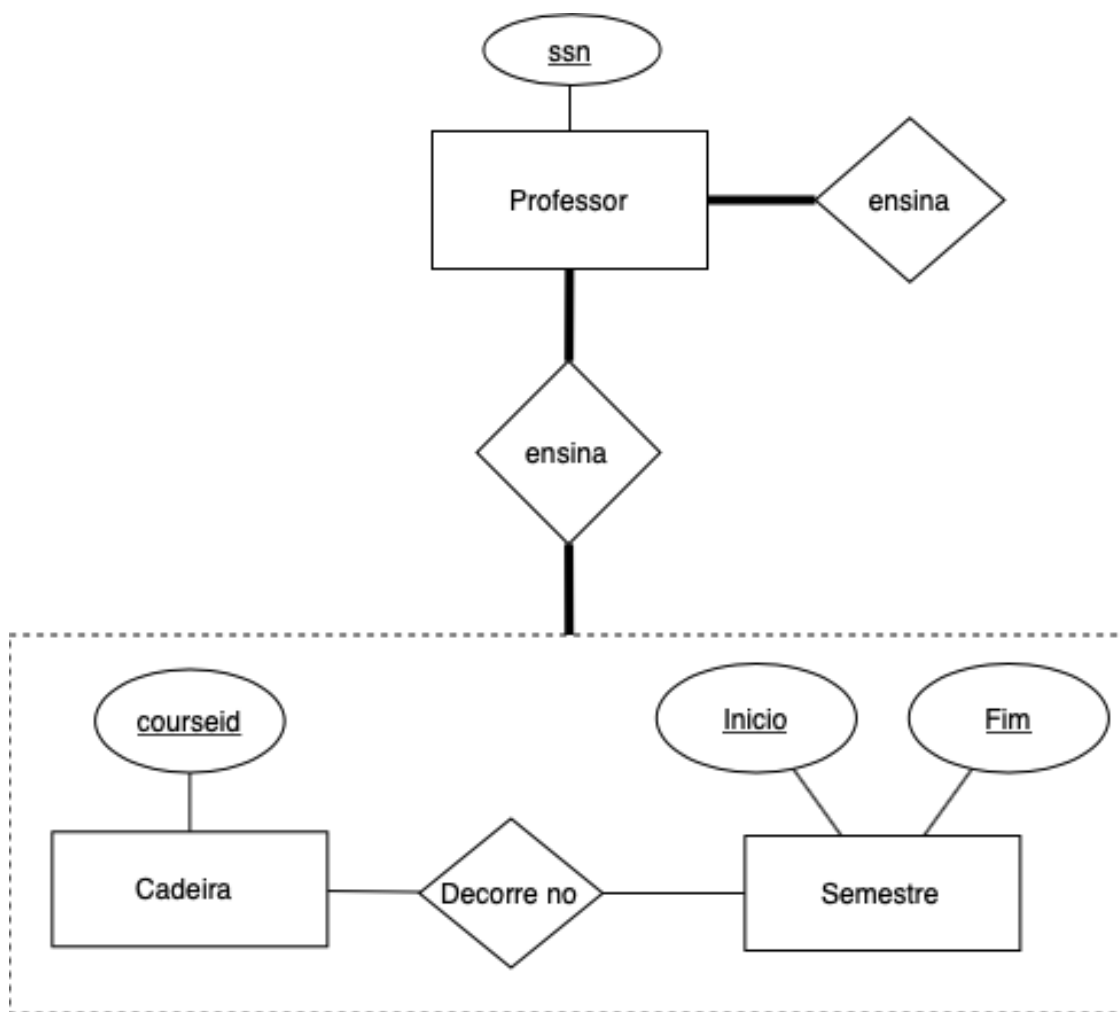 ssn
Professor
ensina
ensina
courseid
Inicio
Fim
Cadeira
Decorre no
Semestre